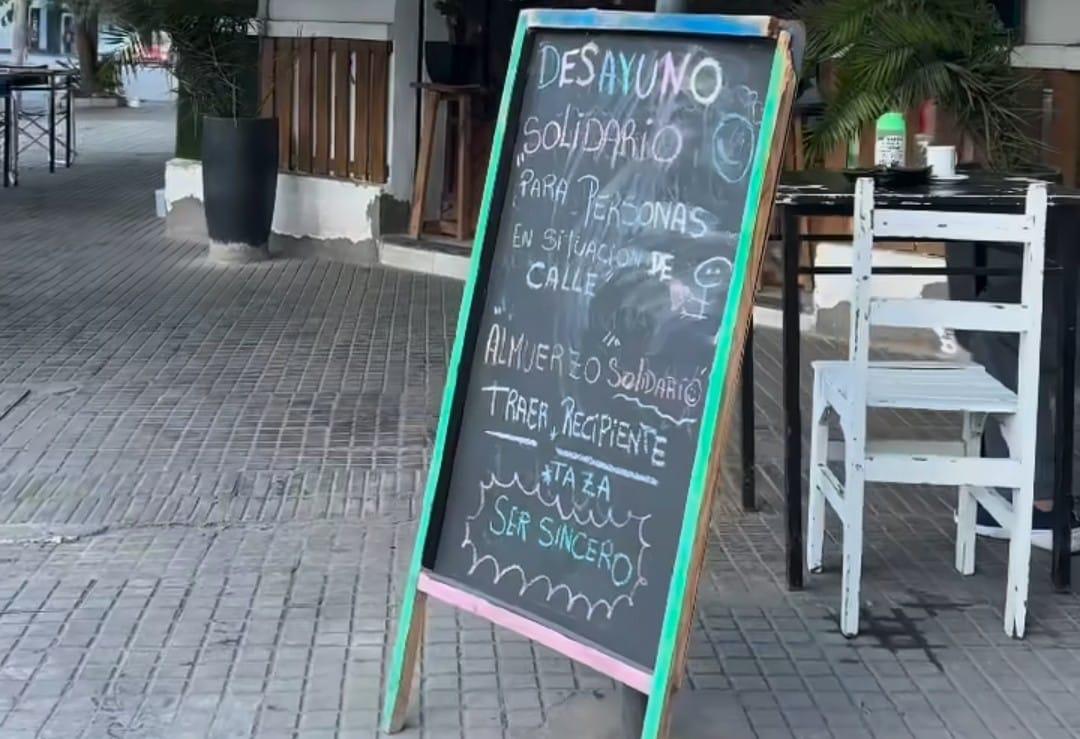 DESAYUNO
"SOLIDARIO
PARA PERSONAS
EN SITUACION DE
CALLE"
"ALMUERZO SOLIDARIO"
TRAER, RECIPIENTE
*TAZA
SER SINCERO